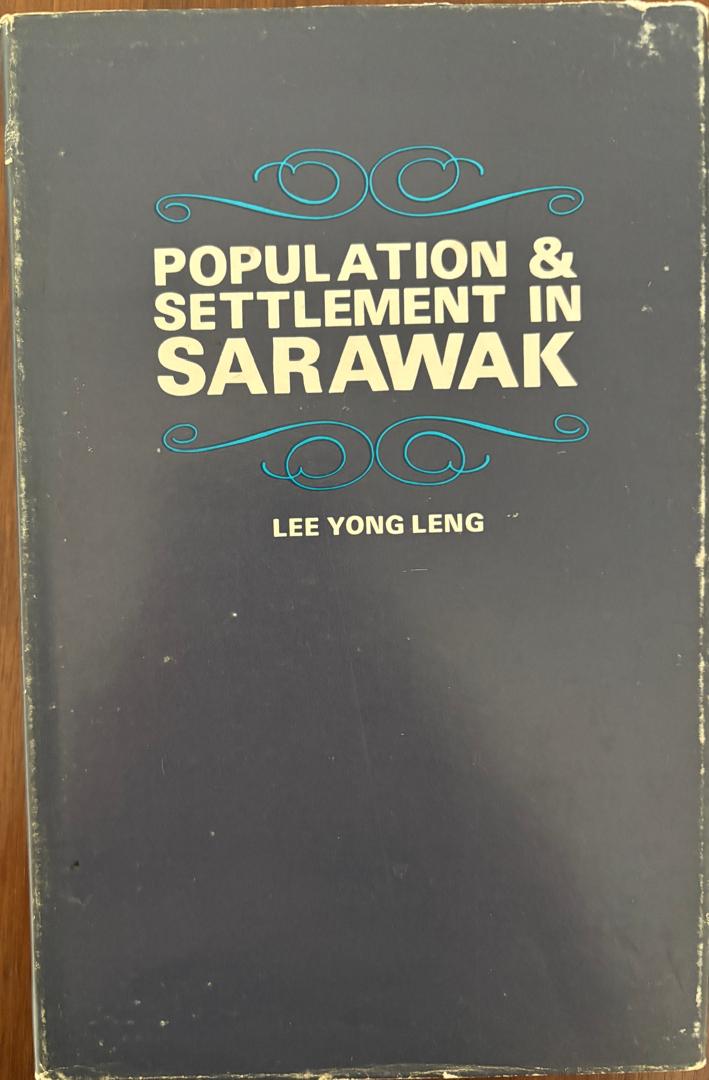 POPULATION &
SETTLEMENT IN
SARAWAK
LEE YONG LENG